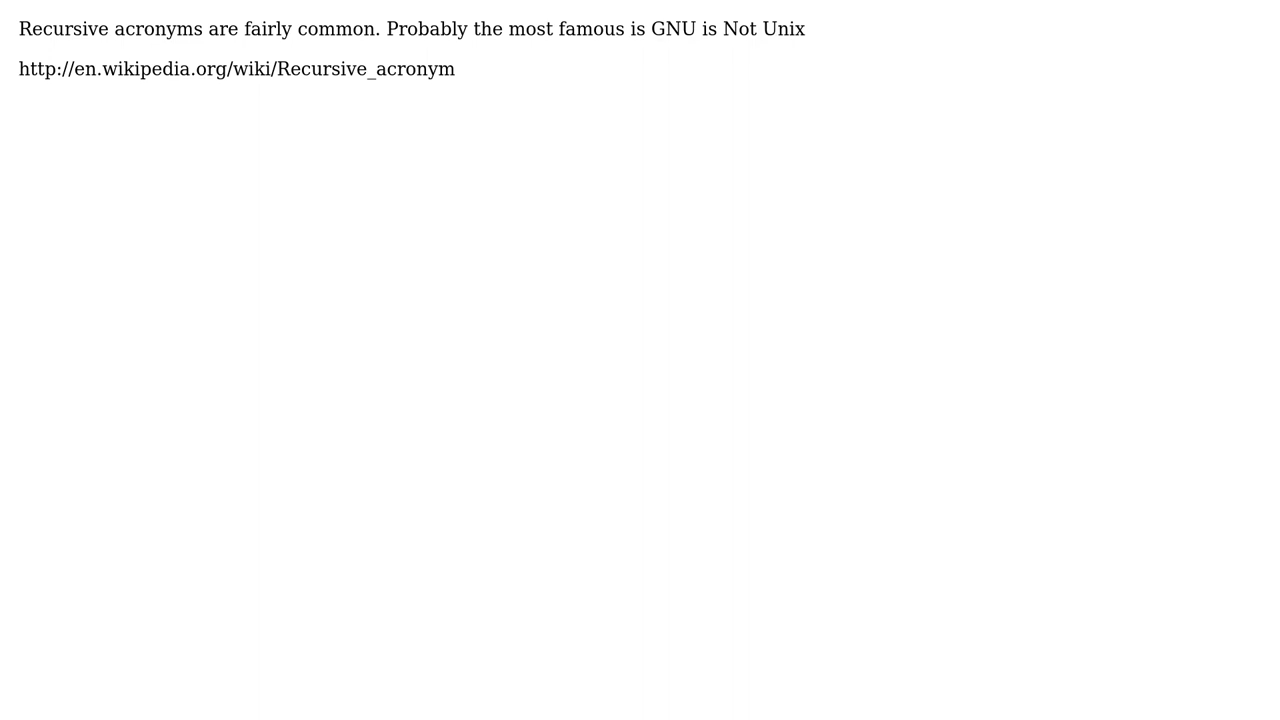 Recursive acronyms are fairly common. Probably the most famous is GNU is Not Unix
http://en.wikipedia.org/wiki/Recursive_acronym